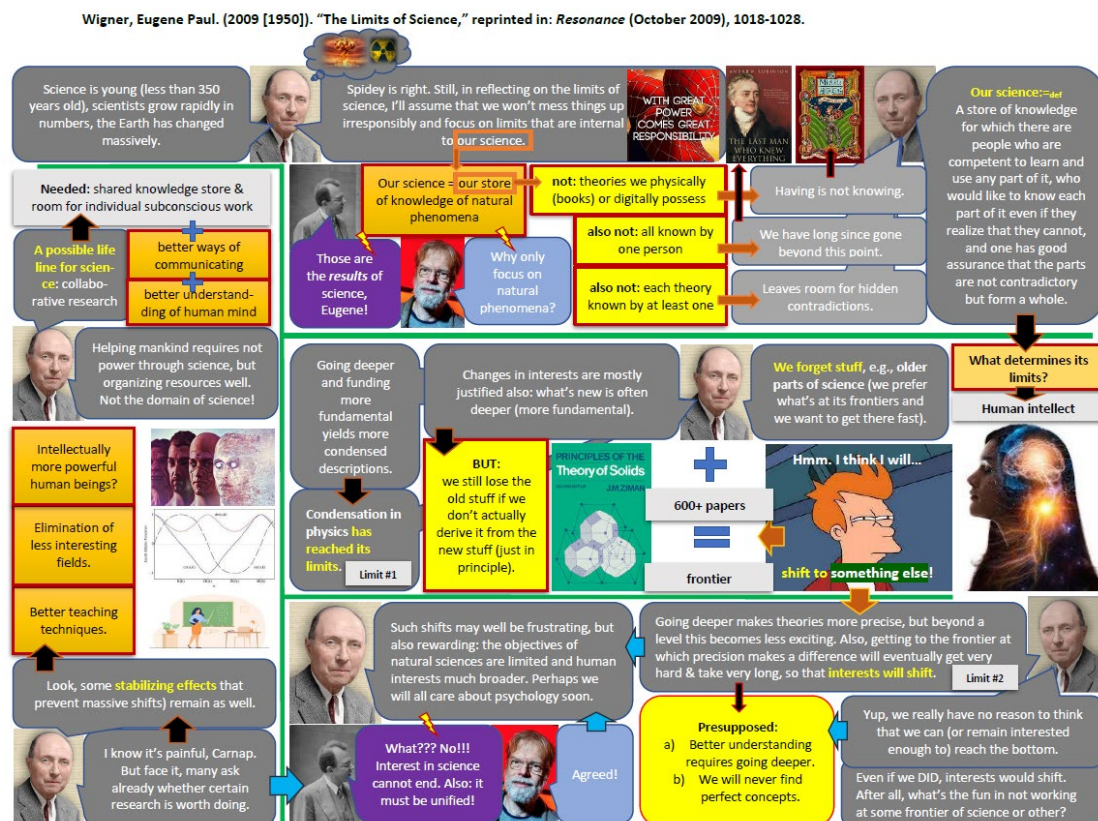 Wigner, Eugene Paul. (2009 [1950]). “The Limits of Science,” reprinted in: Resonance (October 2009), 1018-1028.
Science is young (less than 350
years old), scientists grow rapidly in
numbers, the Earth has changed
massively.
Spidey is right. Still, in reflecting on the limits of
science, I’ll assume that we won’t mess things up
irresponsibly and focus on limits that are internal
to our science.
WITH GREAT
POWER
COMES GREAT
RESPONSIBILITY
ANDREW ROBINSON
THE LAST MAN
WHO KNEW
EVERYTHING
Our science:=def
A store of knowledge
for which there are
people who are
competent to learn and
use any part of it, who
would like to know each
part of it even if they
realize that they cannot,
and one has good
assurance that the parts
are not contradictory
but form a whole.
Our science = our store
of knowledge of natural
phenomena
not: theories we physically
(books) or digitally possess
Having is not knowing.
also not: all known by
one person
We have long since gone
beyond this point.
also not: each theory
known by at least one
Leaves room for hidden
contradictions.
Those are
the results of
science,
Eugene!
Why only
focus on
natural
phenomena?
What determines its
limits?
Human intellect
We forget stuff, e.g., older
parts of science (we prefer
what’s at its frontiers and
we want to get there fast).
Changes in interests are mostly
justified also: what’s new is often
deeper (more fundamental).
Going deeper
and funding
more
fundamental
yields more
condensed
descriptions.
Condensation in
physics has
reached its
limits.
Limit #1
BUT:
we still lose the
old stuff if we
don’t actually
derive it from the
new stuff (just in
principle).
PRINCIPLES OF THE
Theory of Solids
J.M.ZIMAN
600+ papers
frontier
Hmm. I think I will...
shift to something else!
Going deeper makes theories more precise, but beyond a
level this becomes less exciting. Also, getting to the frontier at
which precision makes a difference will eventually get very
hard & take very long, so that interests will shift.
Limit #2
Yup, we really have no reason to think
that we can (or remain interested
enough to) reach the bottom.
Even if we DID, interests would shift.
After all, what’s the fun in not working
at some frontier of science or other?
Presupposed:
a) Better understanding
requires going deeper.
b) We will never find
perfect concepts.
Such shifts may well be frustrating, but
also rewarding: the objectives of
natural sciences are limited and human
interests much broader. Perhaps we
will all care about psychology soon.
What??? No!!!
Interest in science
cannot end. Also: it
must be unified!
Agreed!
I know it’s painful, Carnap.
But face it, many ask
already whether certain
research is worth doing.
Look, some stabilizing effects that
prevent massive shifts) remain as well.
Better teaching
techniques.
Elimination of
less interesting
fields.
Intellectually
more powerful
human beings?
Helping mankind requires not
power through science, but
organizing resources well.
Not the domain of science!
A possible life
line for scien-
ce: collabo-
rative research
better ways of
communicating
better understand-
ding of human mind
Needed: shared knowledge store &
room for individual subconscious work